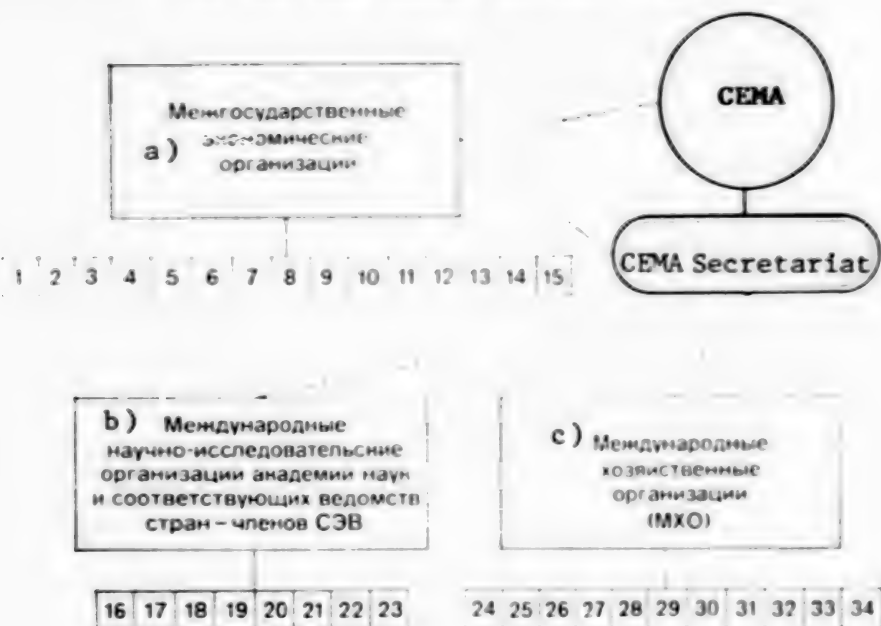 Межгосударственные
a) экономические
организации
CEMA
CEMA Secretariat
1 2 3 4 5 6 7 8 9 10 11 12 13 14 15
b) Международные
научно-исследовательские
организации академии наук
и соответствующих ведомств
стран – членов СЭВ
c) Международные
хозяйственные
организации
(МХО)
16 17 18 19 20 21 22 23
24 25 26 27 28 29 30 31 32 33 34